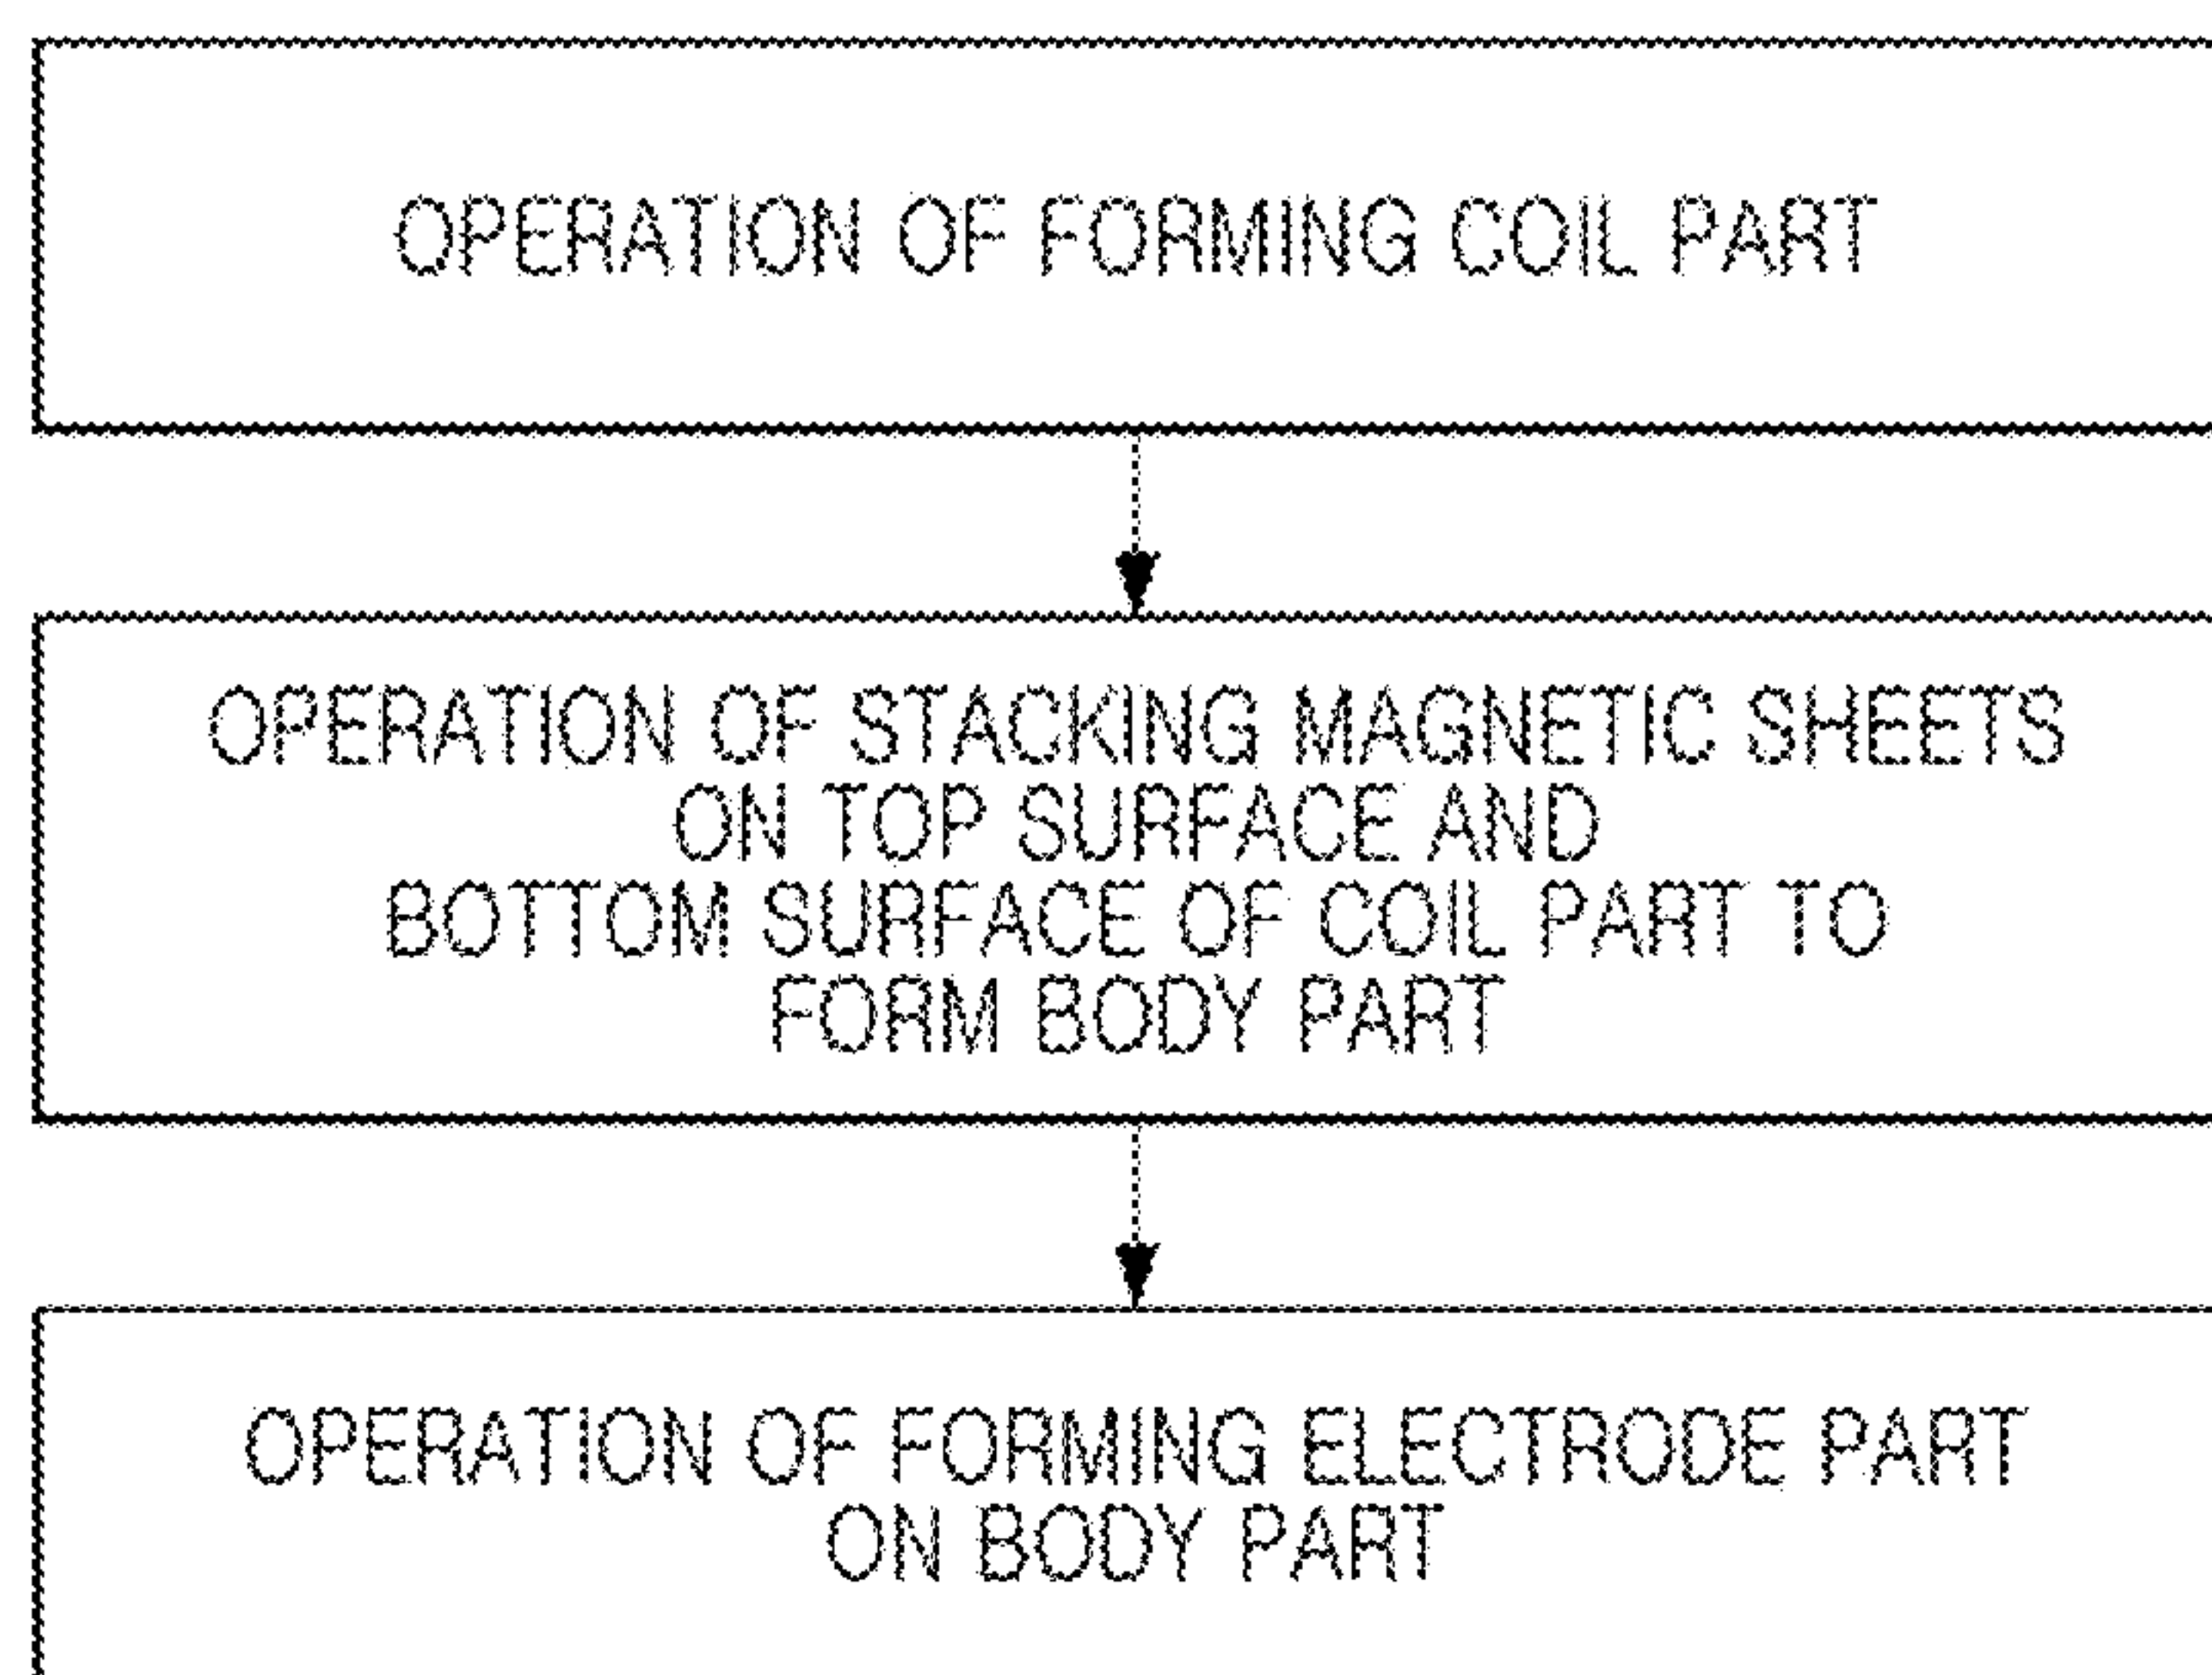 OPERATION OF FORMING COIL PART
OPERATION OF STACKING MAGNETIC SHEETS
ON TOP SURFACE AND
BOTTOM SURFACE OF COIL PART TO
FORM BODY PART
OPERATION OF FORMING ELECTRODE PART
ON BODY PART